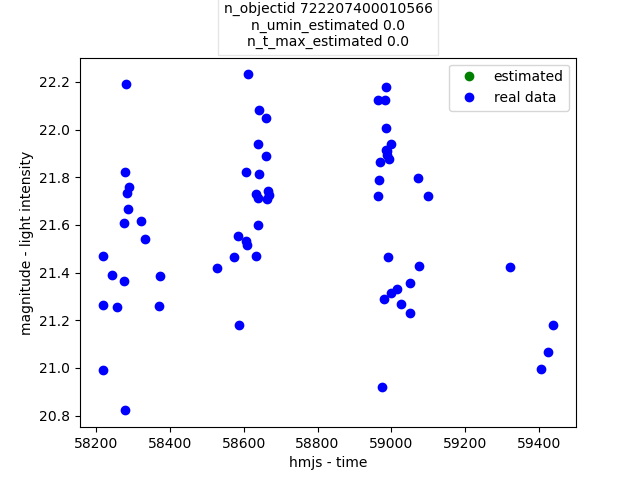 n_objectid 722207400010566
n_umin_estimated 0.0
n_t_max_estimated 0.0
estimated
real data
magnitude - light intensity
22.2
22.0
21.8
21.6
21.4
21.2
21.0
20.8
58200 58400 58600 58800 59000 59200 59400
hmjs - time